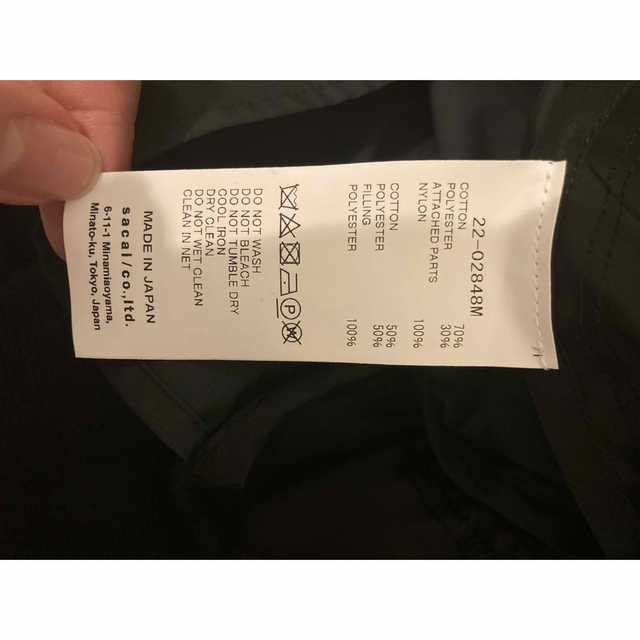 22-02848M
COTTON 70%
POLYESTER 30%
ATTACHED PARTS
NYLON 100%
COTTON 50%
POLYESTER 50%
FILLING
POLYESTER 100%
DO NOT WASH
DO NOT BLEACH
DO NOT TUMBLE DRY
COOL IRON
DRY CLEAN
DO NOT WET CLEAN
CLEAN IN NET
MADE IN JAPAN
sacai/co.,ltd.
6-11-1 Minamiaoyama,
Minato-ku, Tokyo, Japan